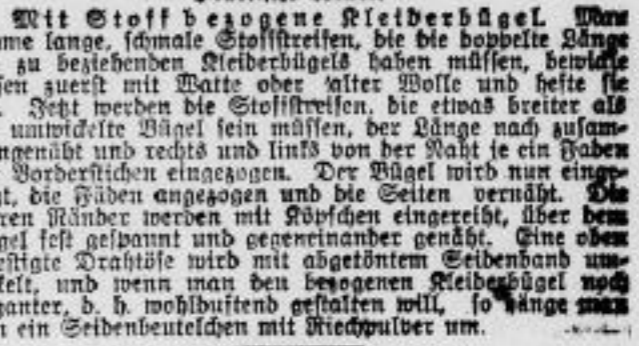 Mit Stoff bezogene Kleiderbügel. Man
me lange, schmale Stoffstreifen, die die doppelte Länge
zu beziehenden Kleiderbügels haben müssen, bewickle
sen zuerst mit Watte oder alter Wolle und hefte sie
. Jetzt werden die Stoffstreifen, die etwas breiter als
umwickelte Bügel sein müssen, der Länge nach zusam-
ngenäht und rechts und links von der Naht je ein Faden
Vorderstichen eingezogen. Der Bügel wird nun einge-
t, die Fäden angezogen und die Seiten vernäht. Die
ren Ränder werden mit Köpfchen eingereiht, über dem
gel fest gespannt und gegeneinander genäht. Eine oben
estigte Drahtöse wird mit abgetöntem Seidenband um-
kelt, und wenn man den bezogenen Kleiderbügel noch
ganter, d. h. wohlduftend gestalten will, so hänge man
n ein Seidenbeutelchen mit Riechpulver um.